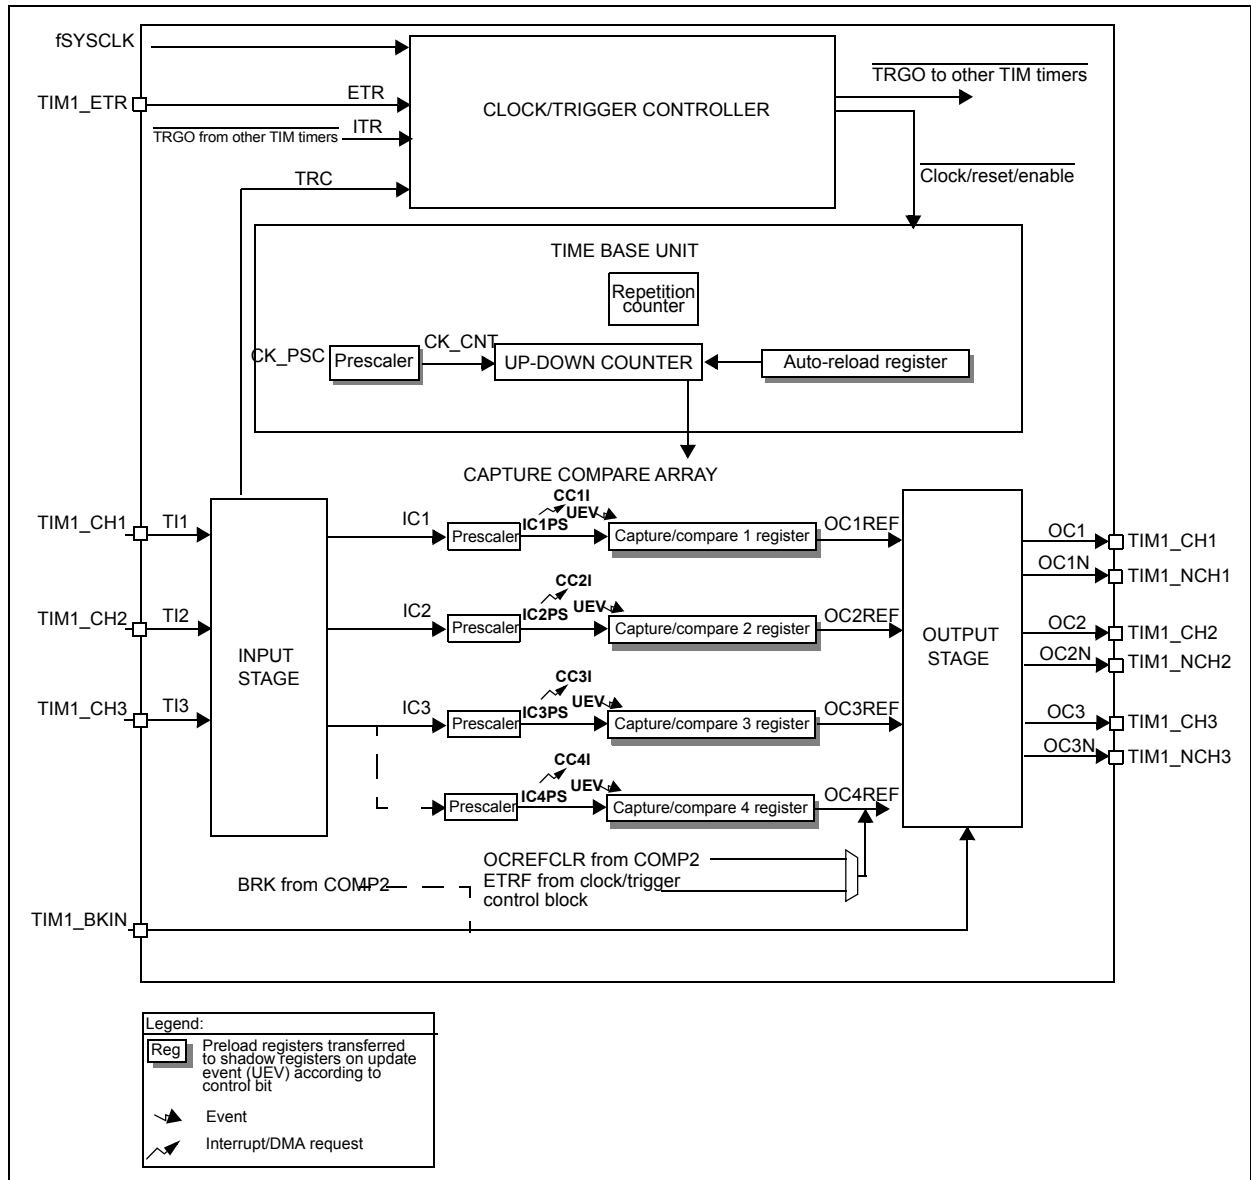 fSYSCLK
TIM1_ETR
ETR
TRGO from other TIM timers
ITR
TRC
CLOCK/TRIGGER CONTROLLER
TRGO to other TIM timers
Clock/reset/enable
TIME BASE UNIT
Repetition
counter
CK_PSC
Prescaler
CK_CNT
UP-DOWN COUNTER
Auto-reload register
CAPTURE COMPARE ARRAY
TIM1_CH1
TI1
IC1
Prescaler
IC1PS
CC1I
UEV
Capture/compare 1 register
OC1REF
OC1
TIM1_CH1
OC1N
TIM1_NCH1
TIM1_CH2
TI2
IC2
Prescaler
IC2PS
CC2I
UEV
Capture/compare 2 register
OC2REF
OC2
TIM1_CH2
OC2N
TIM1_NCH2
INPUT
STAGE
OUTPUT
STAGE
TIM1_CH3
TI3
IC3
Prescaler
IC3PS
CC3I
UEV
Capture/compare 3 register
OC3REF
OC3
TIM1_CH3
OC3N
TIM1_NCH3
Prescaler
IC4PS
CC4I
UEV
Capture/compare 4 register
OC4REF
OCREFCLR from COMP2
ETRF from clock/trigger
control block
BRK from COMP2
TIM1_BKIN
Legend:
Reg
Preload registers transferred
to shadow registers on update
event (UEV) according to
control bit
Event
Interrupt/DMA request